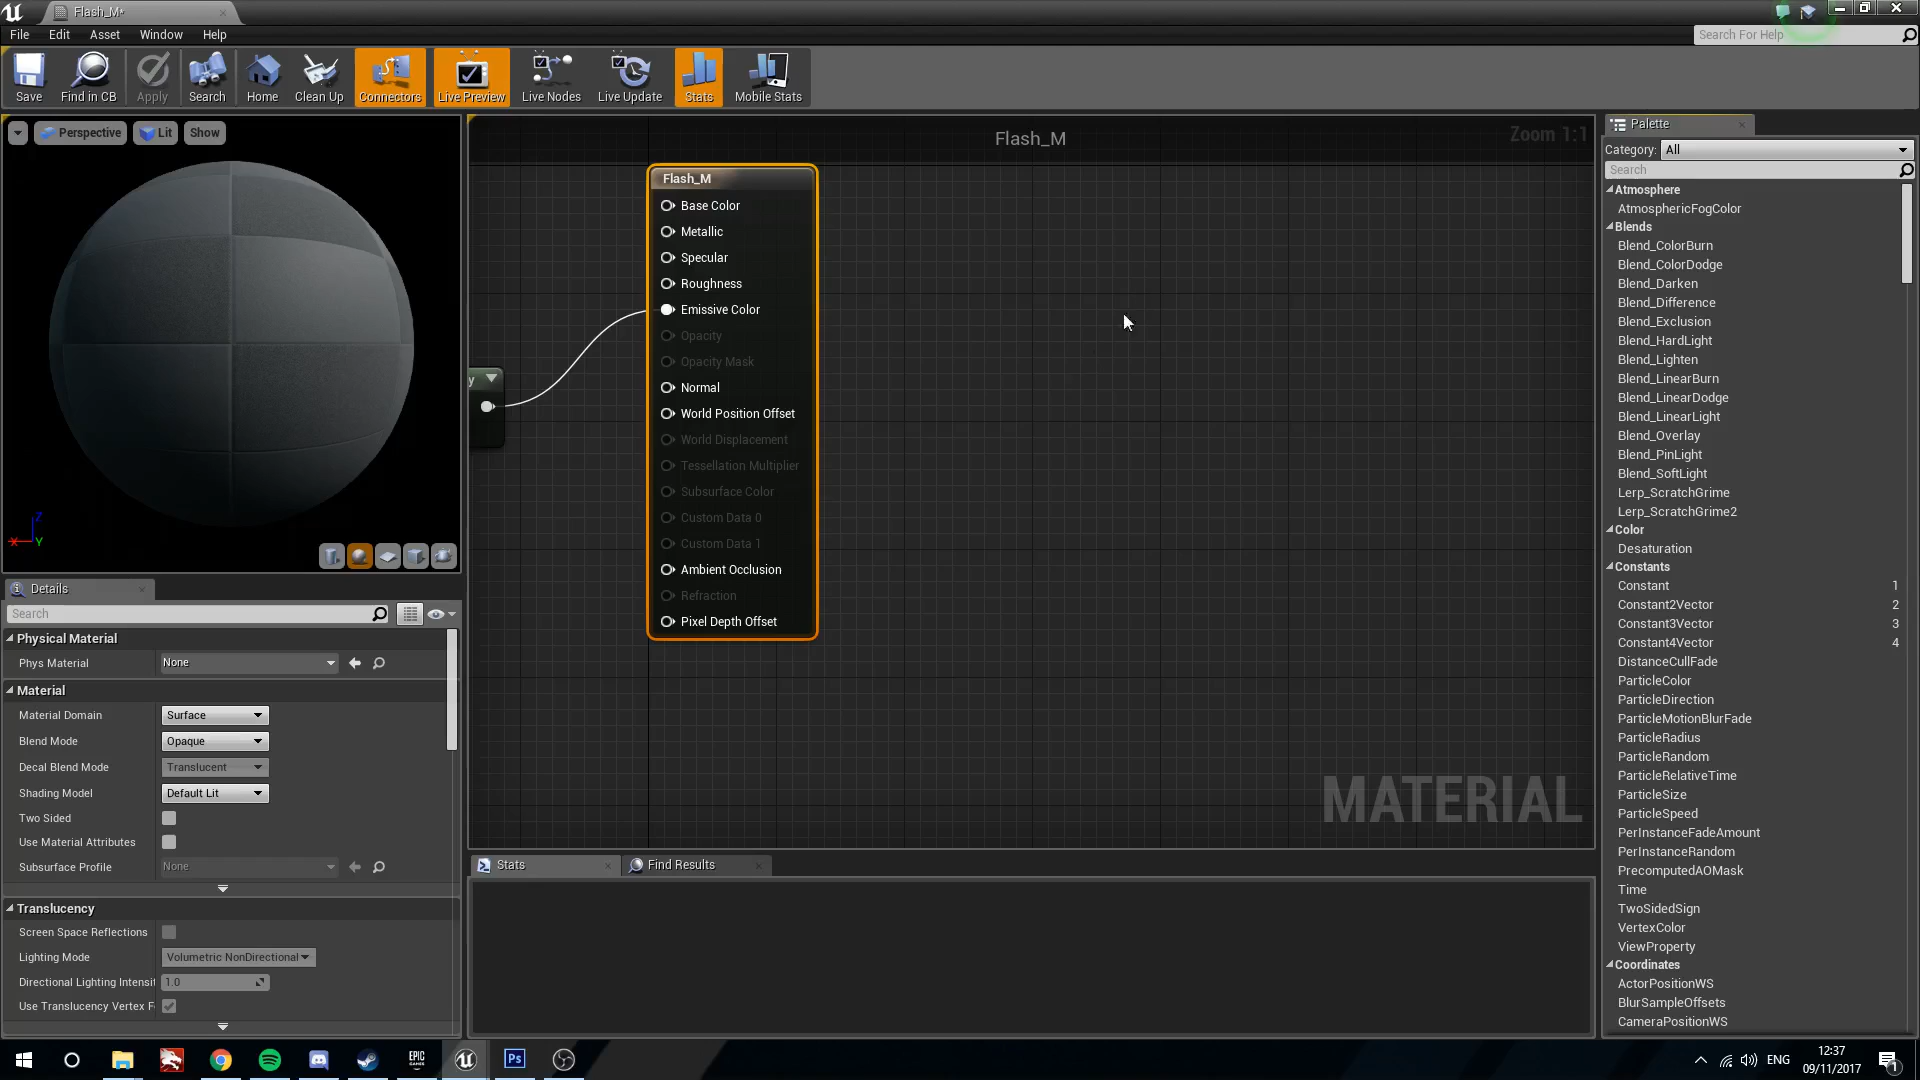 Flash_M*
File Edit Asset Window Help
Search For Help
Save Find in CB Apply Search Home Clean Up Connectors Live Preview Live Nodes Live Update Stats Mobile Stats
Perspective Lit Show
Flash_M
Zoom 1:1
Flash_M
Base Color
Metallic
Specular
Roughness
Emissive Color
Opacity
Opacity Mask
Normal
World Position Offset
World Displacement
Tessellation Multiplier
Subsurface Color
Custom Data 0
Custom Data 1
Ambient Occlusion
Refraction
Pixel Depth Offset
y
MATERIAL
Z
X Y
Details
Search
Physical Material
Phys Material None
Material
Material Domain Surface
Blend Mode Opaque
Decal Blend Mode Translucent
Shading Model Default Lit
Two Sided
Use Material Attributes
Subsurface Profile None
Translucency
Screen Space Reflections
Lighting Mode Volumetric NonDirectional
Directional Lighting Intensit 1.0
Use Translucency Vertex F
Stats Find Results
Palette
Category: All
Search
Atmosphere
AtmosphericFogColor
Blends
Blend_ColorBurn
Blend_ColorDodge
Blend_Darken
Blend_Difference
Blend_Exclusion
Blend_HardLight
Blend_Lighten
Blend_LinearBurn
Blend_LinearDodge
Blend_LinearLight
Blend_Overlay
Blend_PinLight
Blend_SoftLight
Lerp_ScratchGrime
Lerp_ScratchGrime2
Color
Desaturation
Constants
Constant 1
Constant2Vector 2
Constant3Vector 3
Constant4Vector 4
DistanceCullFade
ParticleColor
ParticleDirection
ParticleMotionBlurFade
ParticleRadius
ParticleRandom
ParticleRelativeTime
ParticleSize
ParticleSpeed
PerInstanceFadeAmount
PerInstanceRandom
PrecomputedAOMask
Time
TwoSidedSign
VertexColor
ViewProperty
Coordinates
ActorPositionWS
BlurSampleOffsets
CameraPositionWS
EPIC
GAMES
Ps
ENG
12:37
09/11/2017
1